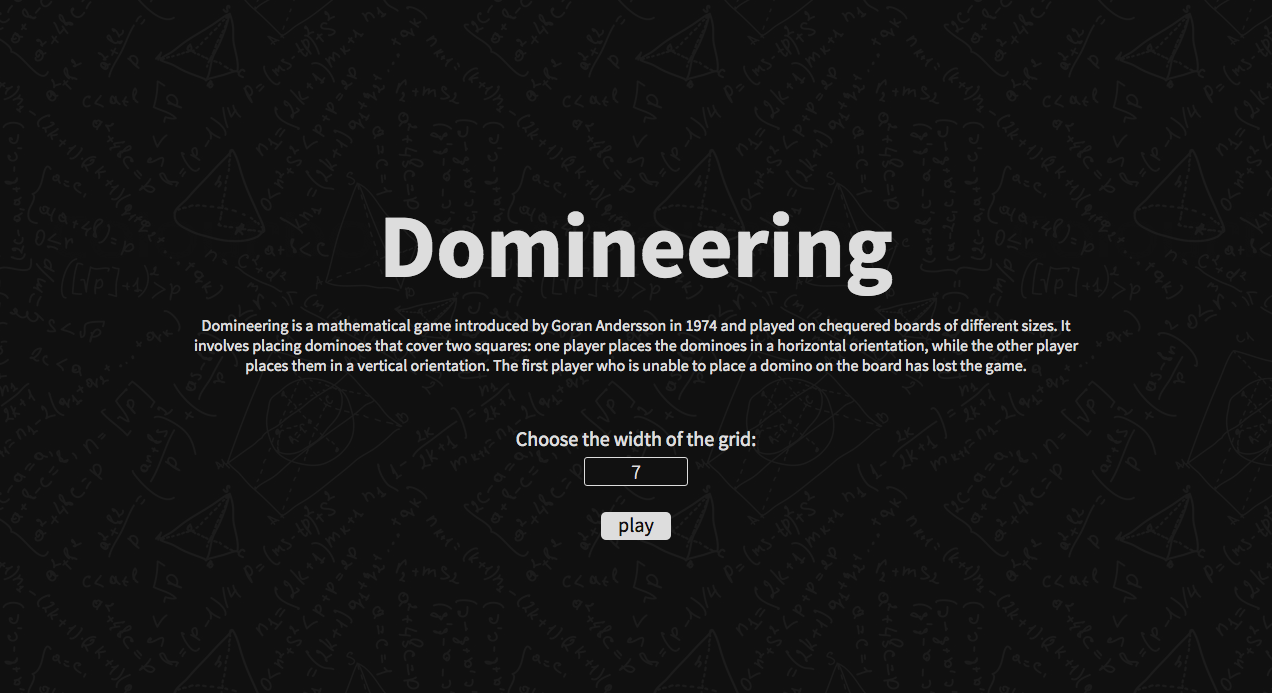 Domineering
Domineering is a mathematical game introduced by Goran Andersson in 1974 and played on chequered boards of different sizes. It
involves placing dominoes that cover two squares: one player places the dominoes in a horizontal orientation, while the other player
places them in a vertical orientation. The first player who is unable to place a domino on the board has lost the game.
Choose the width of the grid:
7
play